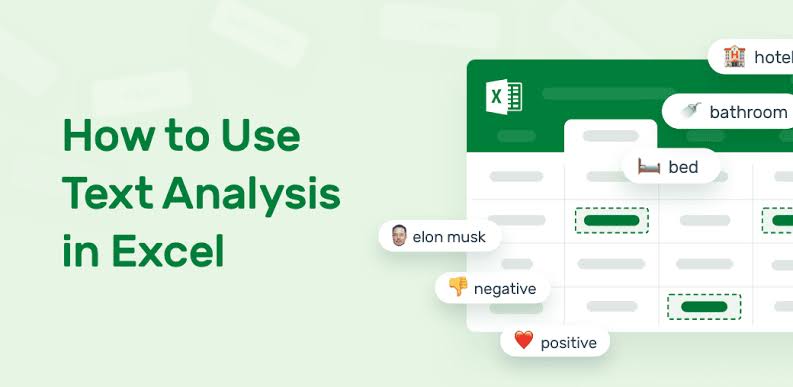 How to Use
Text Analysis
in Excel
X
hotel
bathroom
bed
elon musk
negative
positive